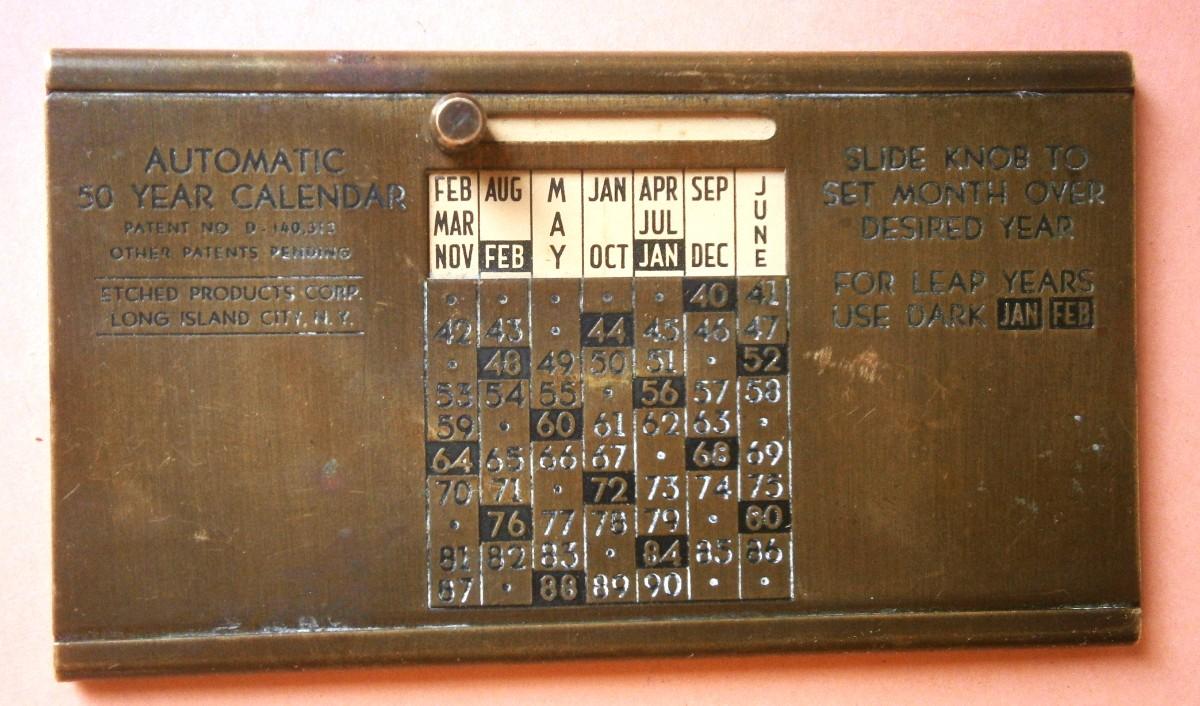 AUTOMATIC
50 YEAR CALENDAR
PATENT NO. D-140,313
OTHER PATENTS PENDING
ETCHED PRODUCTS CORP.
LONG ISLAND CITY, N.Y.
FEB AUG M JAN APR SEP J
MAR A JUL U
N
NOV FEB Y OCT JAN DEC E
40 41
42 43 44 45 46 47
48 49 50 51 52
53 54 55 56 57 58
59 60 61 62 63
64 65 66 67 68 69
70 71 72 73 74 75
76 77 78 79 80
81 82 83 84 85 86
87 88 89 90
SLIDE KNOB TO
SET MONTH OVER
DESIRED YEAR
FOR LEAP YEARS
USE DARK JAN FEB